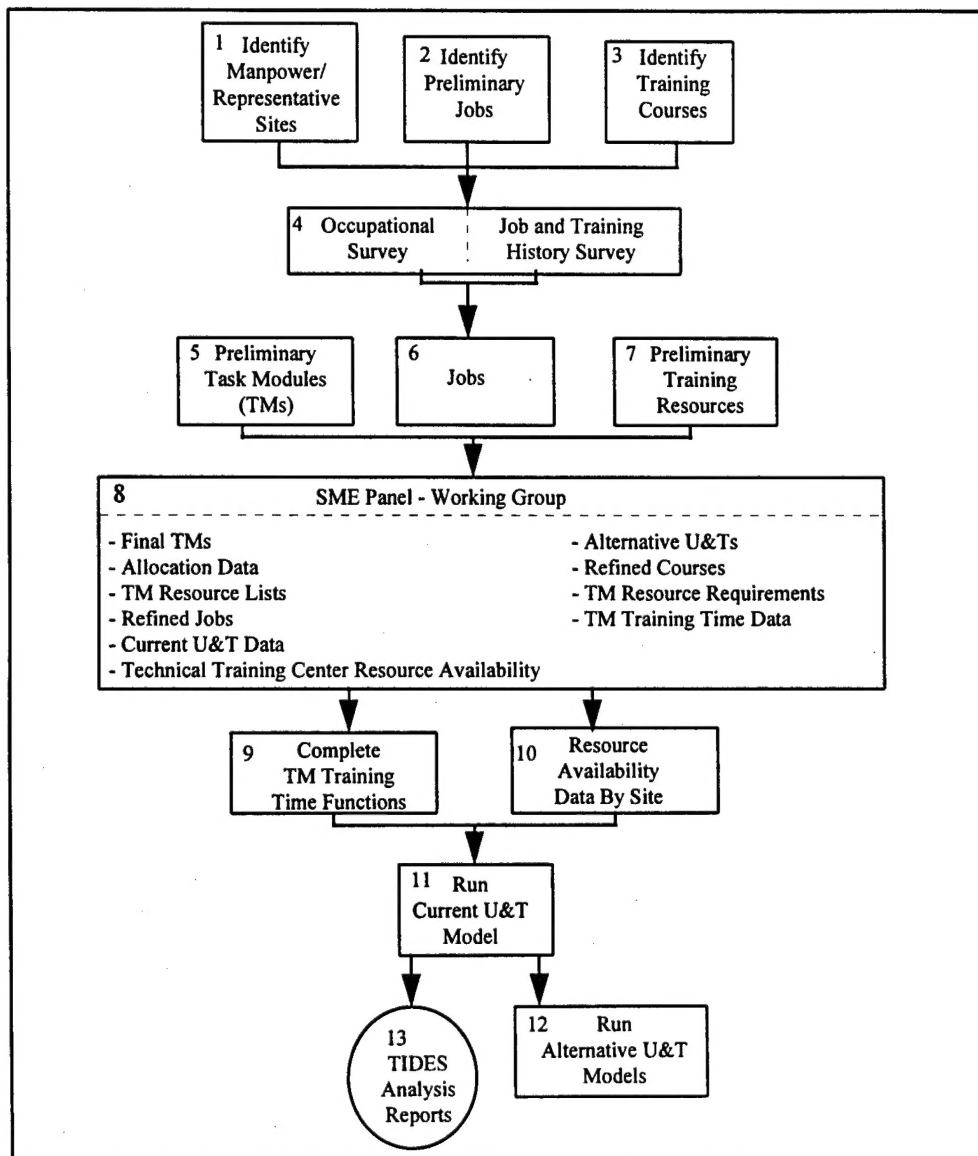 1 Identify
Manpower/
Representative
Sites
2 Identify
Preliminary
Jobs
3 Identify
Training
Courses
4 Occupational
Survey
Job and Training
History Survey
5 Preliminary
Task Modules
(TMs)
6
Jobs
7 Preliminary
Training
Resources
8 SME Panel - Working Group
- Final TMs
- Allocation Data
- TM Resource Lists
- Refined Jobs
- Current U&T Data
- Technical Training Center Resource Availability
- Alternative U&Ts
- Refined Courses
- TM Resource Requirements
- TM Training Time Data
9 Complete
TM Training
Time Functions
10 Resource
Availability
Data By Site
11 Run
Current U&T
Model
13
TIDES
Analysis
Reports
12 Run
Alternative U&T
Models